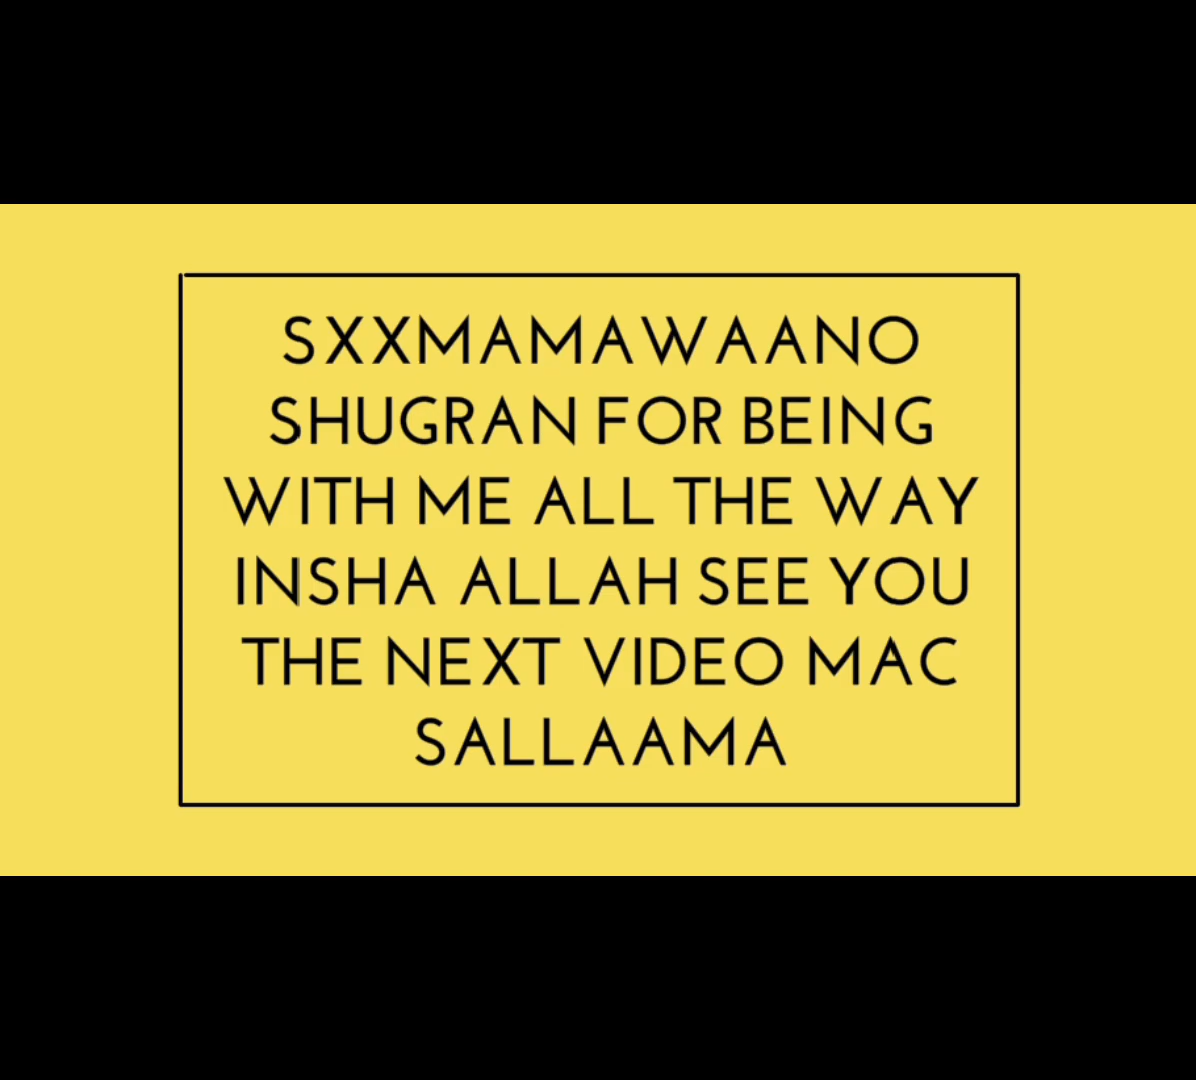 SXXMAMAWAANO
SHUGRAN FOR BEING
WITH ME ALL THE WAY
INSHA ALLAH SEE YOU
THE NEXT VIDEO MAC
SALLAAMA